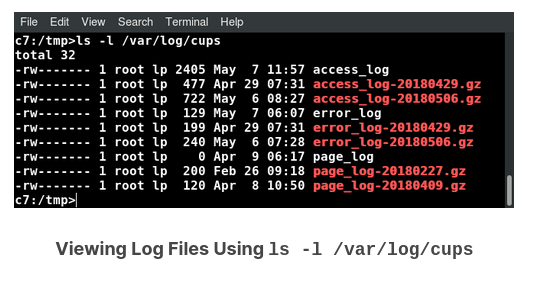 File Edit View Search Terminal Help
c7:/tmp>ls -l /var/log/cups
total 32
-rw------- 1 root lp 2405 May  7 11:57 access_log
-rw------- 1 root lp  477 Apr 29 07:31 access_log-20180429.gz
-rw------- 1 root lp  722 May  6 08:27 access_log-20180506.gz
-rw------- 1 root lp  129 May  7 06:07 error_log
-rw------- 1 root lp  199 Apr 29 07:31 error_log-20180429.gz
-rw------- 1 root lp  240 May  6 07:28 error_log-20180506.gz
-rw------- 1 root lp    0 Apr  9 06:17 page_log
-rw------- 1 root lp  200 Feb 26 09:18 page_log-20180227.gz
-rw------- 1 root lp  120 Apr  8 10:50 page_log-20180409.gz
c7:/tmp>
Viewing Log Files Using ls -l /var/log/cups